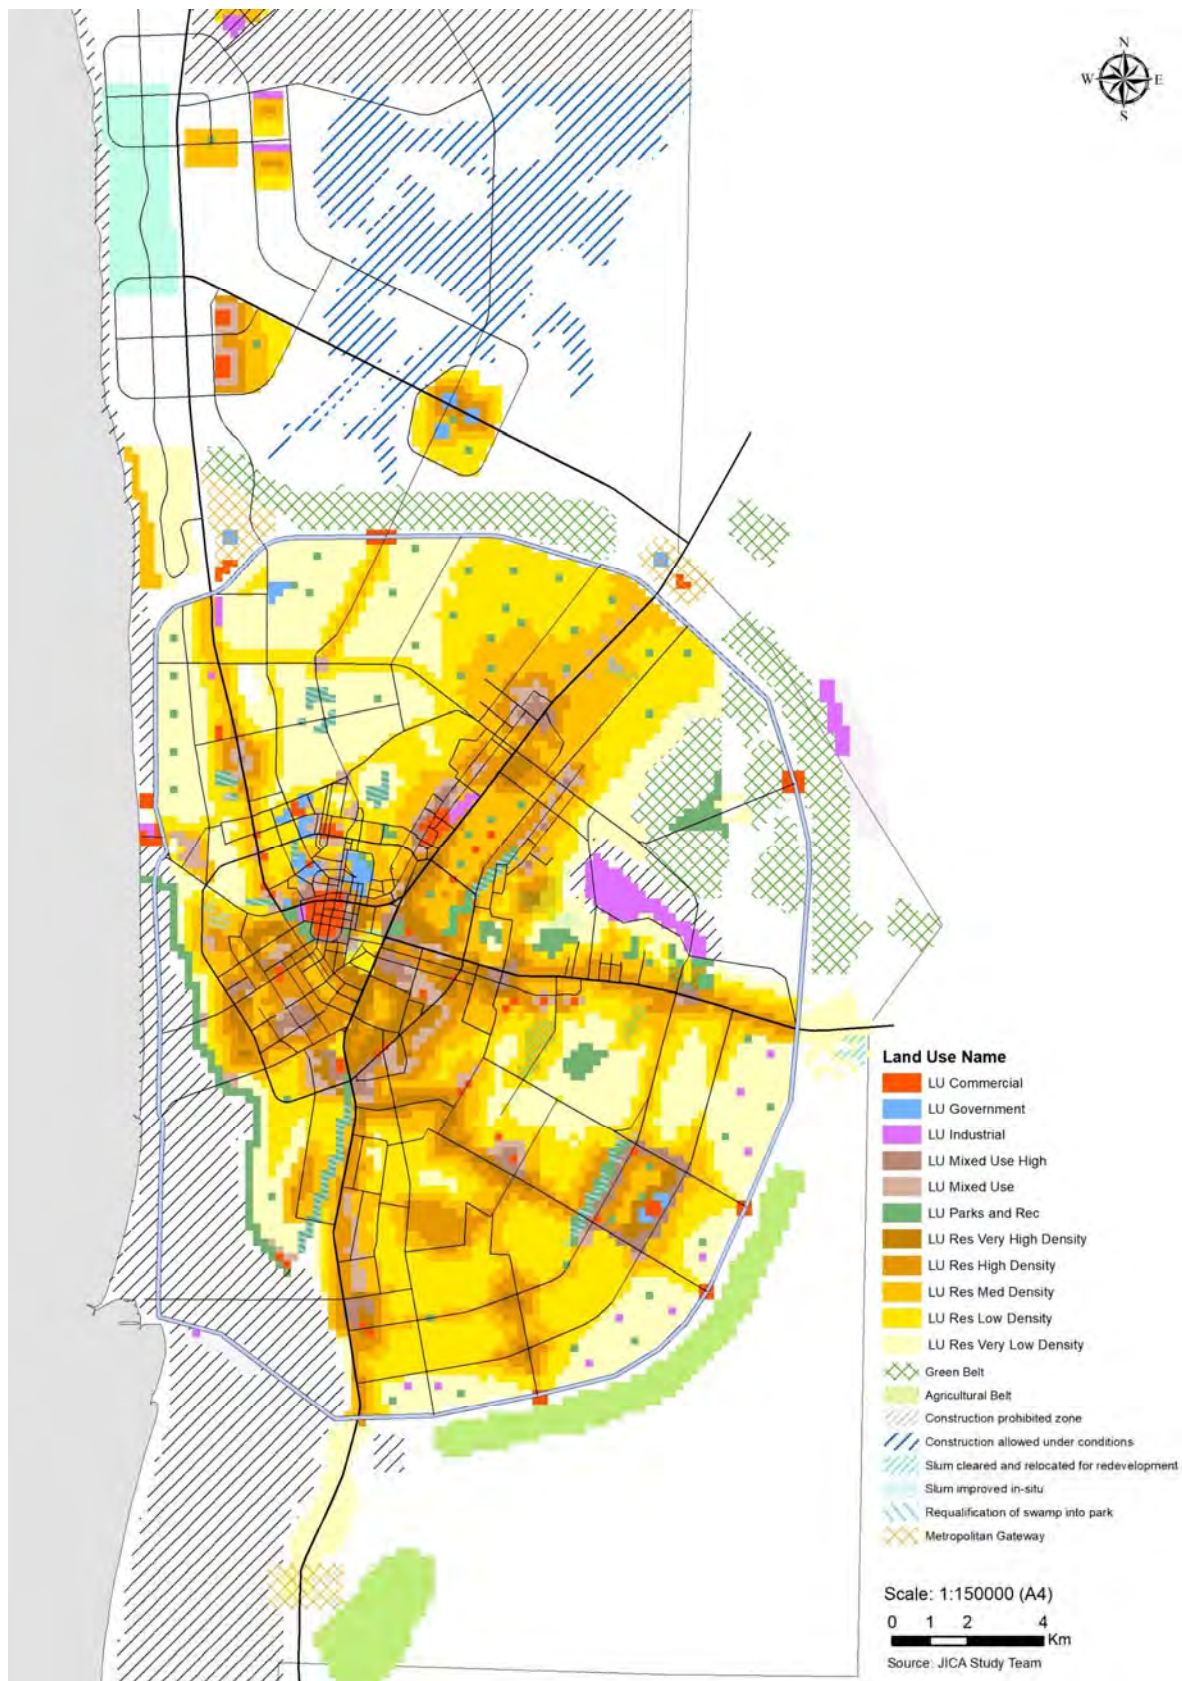 N
W E
S
Land Use Name
LU Commercial
LU Government
LU Industrial
LU Mixed Use High
LU Mixed Use
LU Parks and Rec
LU Res Very High Density
LU Res High Density
LU Res Med Density
LU Res Low Density
LU Res Very Low Density
Green Belt
Agricultural Belt
Construction prohibited zone
Construction allowed under conditions
Slum cleared and relocated for redevelopment
Slum improved in-situ
Requalification of swamp into park
Metropolitan Gateway
Scale: 1:150000 (A4)
0 1 2 4
Km
Source: JICA Study Team